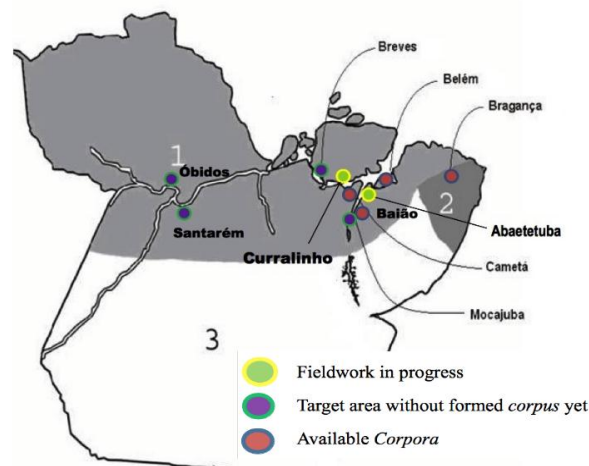 Breves
Belém
Bragança
1
Óbidos
2
Santarém
Baião
Abaetetuba
Curralinho
Cametá
Mocajuba
3
Fieldwork in progress
Target area without formed corpus yet
Available Corpora